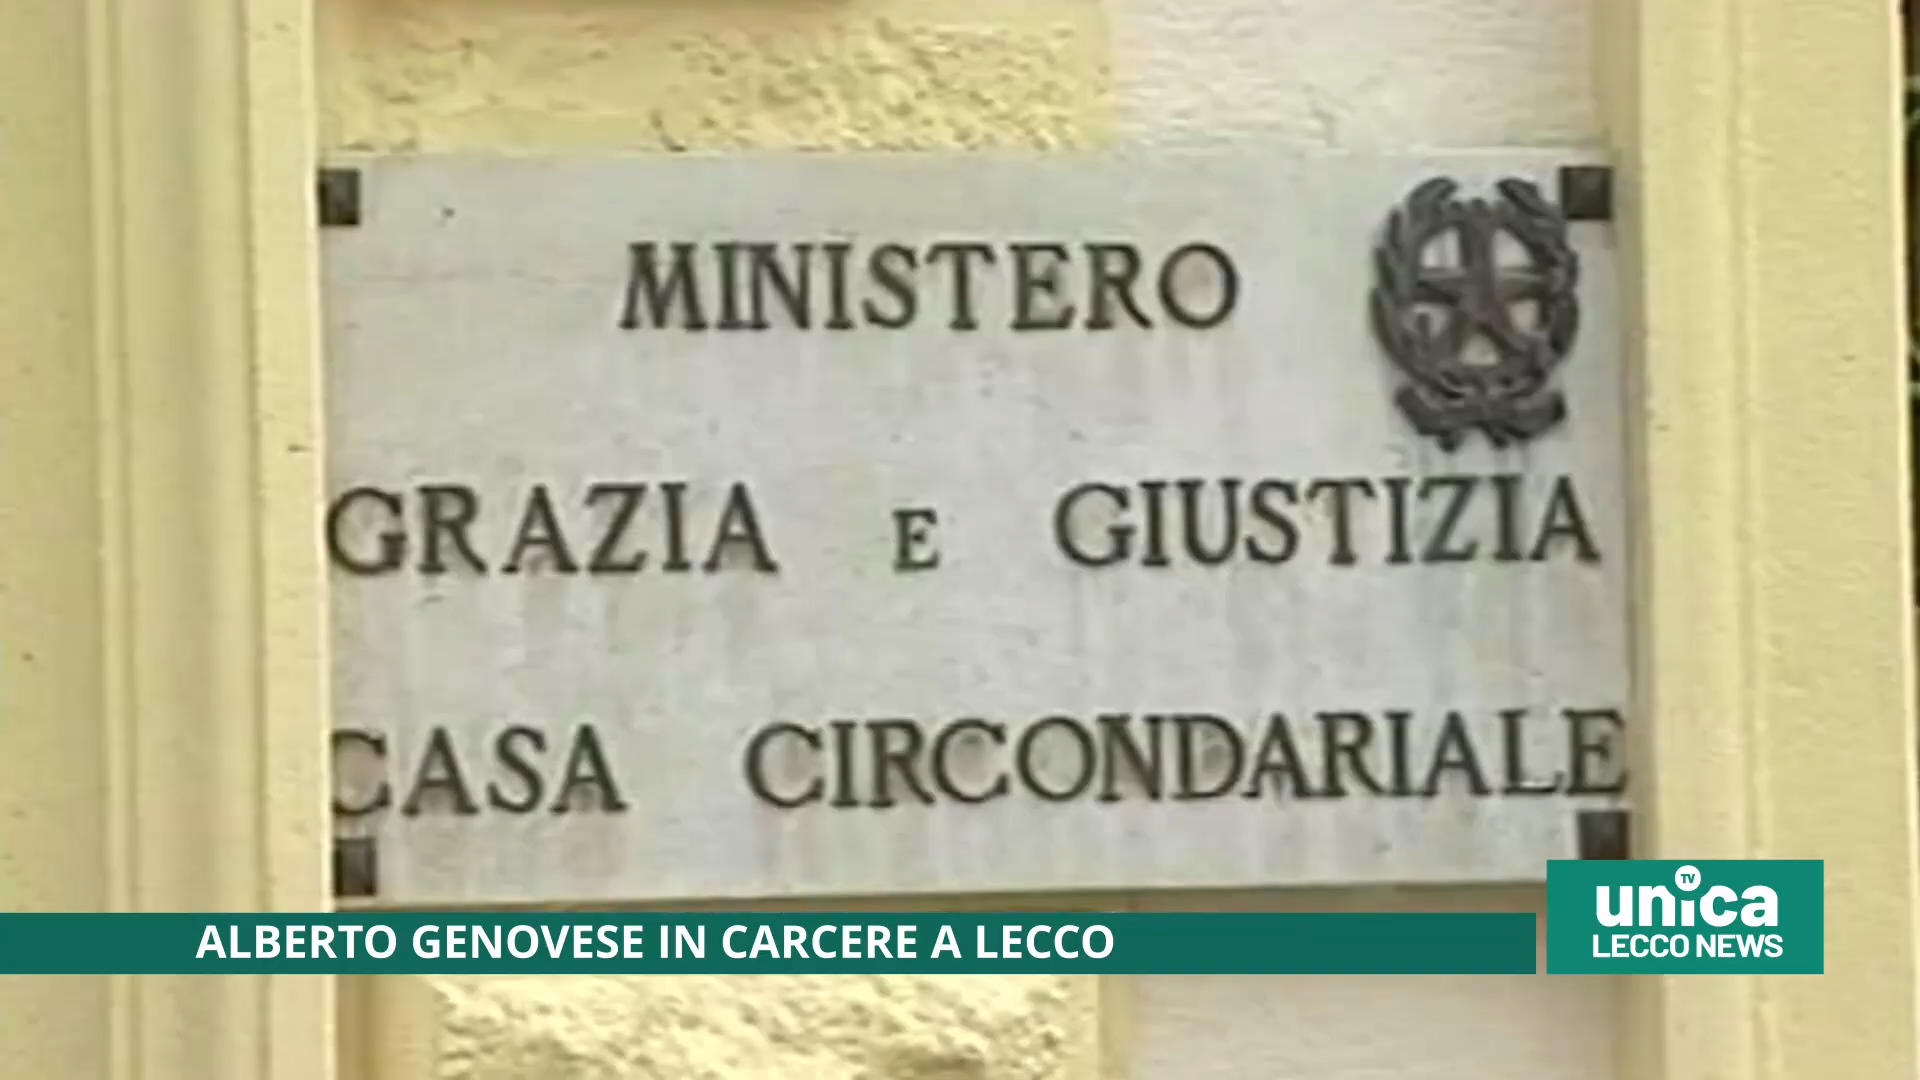 MINISTERO
GRAZIA E GIUSTIZIA
CASA CIRCONDARIALE
ALBERTO GENOVESE IN CARCERE A LECCO
TV
unica
LECCO NEWS